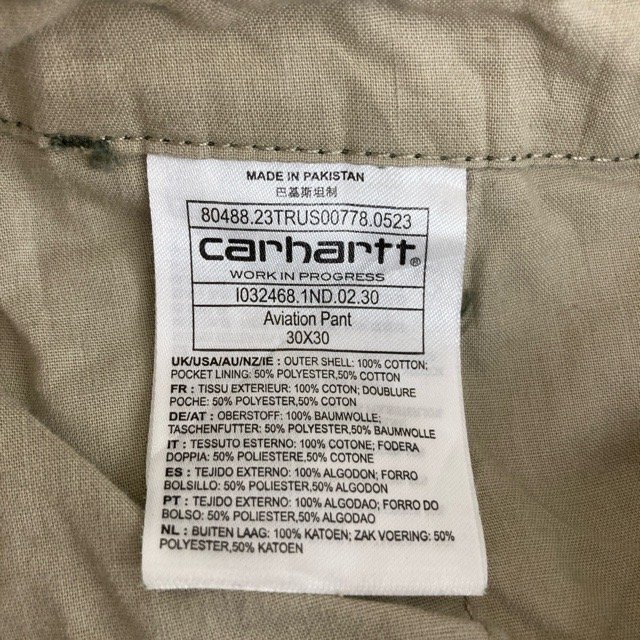 MADE IN PAKISTAN
巴基斯坦制
80488.23TRUS00778.0523
carhartt®
WORK IN PROGRESS
I032468.1ND.02.30
Aviation Pant
30X30
UK/USA/AU/NZ/IE : OUTER SHELL: 100% COTTON;
POCKET LINING: 50% POLYESTER,50% COTTON
FR : TISSU EXTERIEUR: 100% COTON; DOUBLURE
POCHE: 50% POLYESTER,50% COTON
DE/AT : OBERSTOFF: 100% BAUMWOLLE;
TASCHENFUTTER: 50% POLYESTER,50% BAUMWOLLE
IT : TESSUTO ESTERNO: 100% COTONE; FODERA
DOPPIA: 50% POLIESTERE,50% COTONE
ES : TEJIDO EXTERNO: 100% ALGODON; FORRO
BOLSILLO: 50% POLIESTER,50% ALGODON
PT : TEJIDO EXTERNO: 100% ALGODAO; FORRO DO
BOLSO: 50% POLIESTER,50% ALGODAO
NL : BUITEN LAAG: 100% KATOEN; ZAK VOERING: 50%
POLYESTER,50% KATOEN